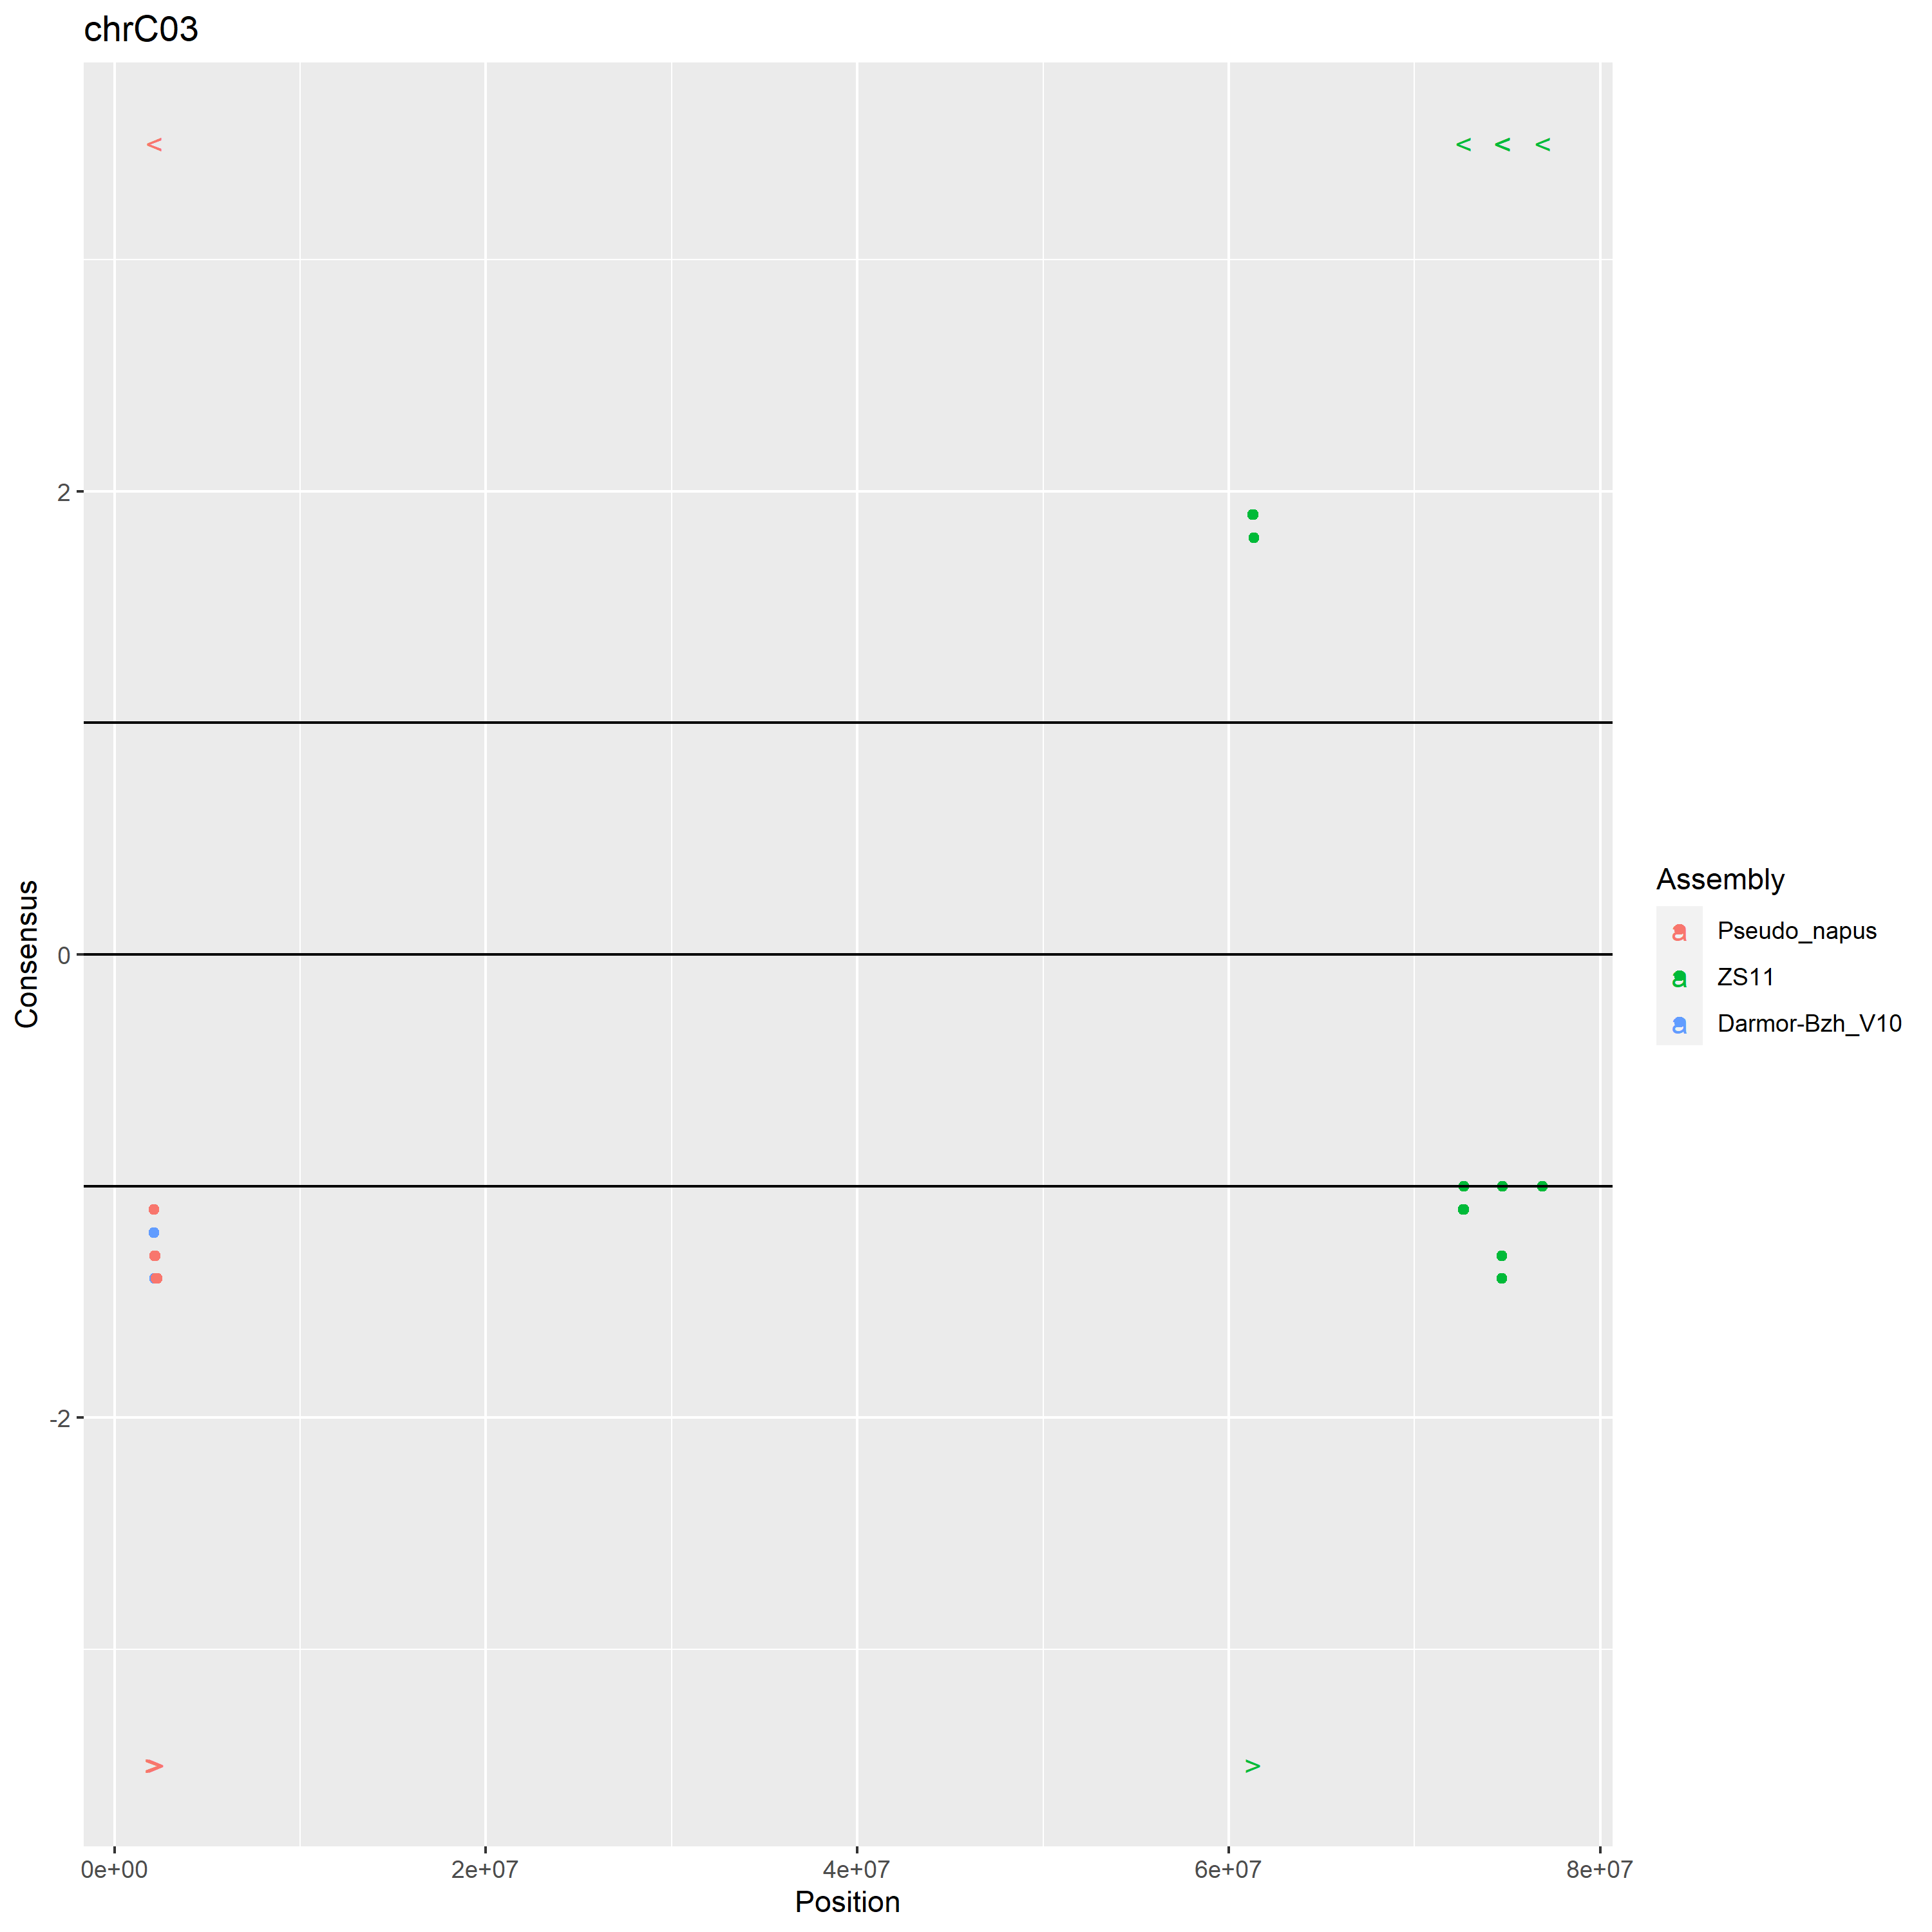 chrC03
< < < <
2
0
-2
> >
0e+00 2e+07 4e+07 6e+07 8e+07
Position
Consensus
Assembly
a Pseudo_napus
a ZS11
a Darmor-Bzh_V10